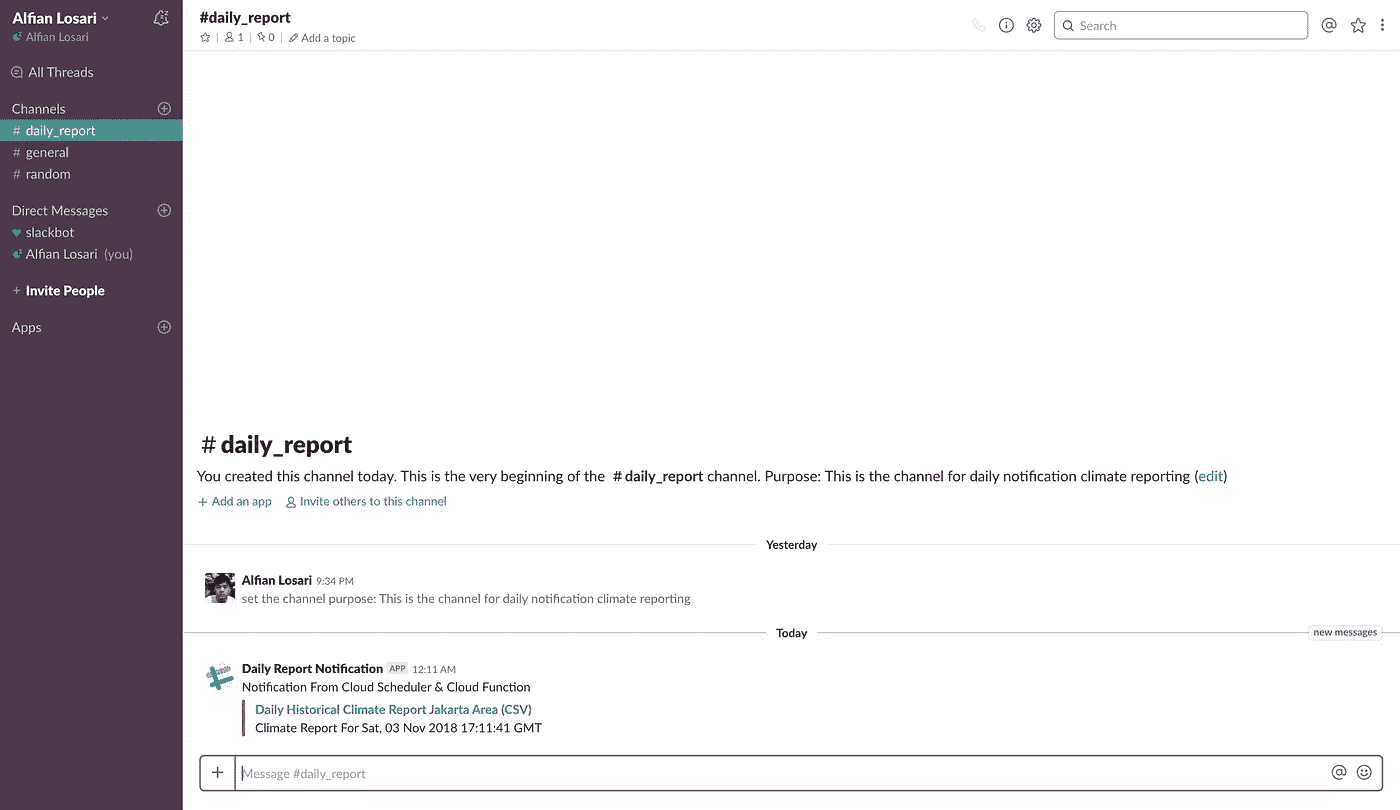 Alfian Losari
Alfian Losari
All Threads
Channels
# daily_report
# general
# random
Direct Messages
slackbot
Alfian Losari (you)
+ Invite People
Apps
#daily_report
1 | 0 | Add a topic
Search
#daily_report
You created this channel today. This is the very beginning of the #daily_report channel. Purpose: This is the channel for daily notification climate reporting (edit)
+ Add an app Invite others to this channel
Yesterday
Alfian Losari 9:34 PM
set the channel purpose: This is the channel for daily notification climate reporting
Today
new messages
Daily Report Notification APP 12:11 AM
Notification From Cloud Scheduler & Cloud Function
Daily Historical Climate Report Jakarta Area (CSV)
Climate Report For Sat, 03 Nov 2018 17:11:41 GMT
Message #daily_report